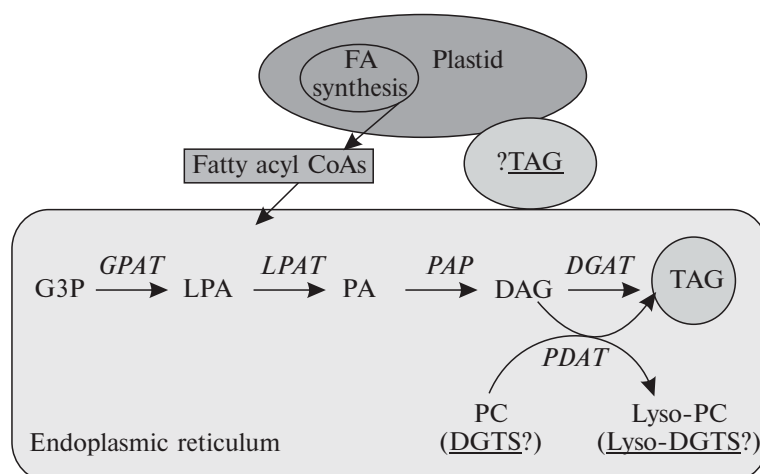 FA
synthesis
Plastid
Fatty acyl CoAs
?TAG
GPAT
LPAT
PAP
DGAT
G3P
LPA
PA
DAG
TAG
PDAT
PC
(DGTS?)
Lyso-PC
(Lyso-DGTS?)
Endoplasmic reticulum